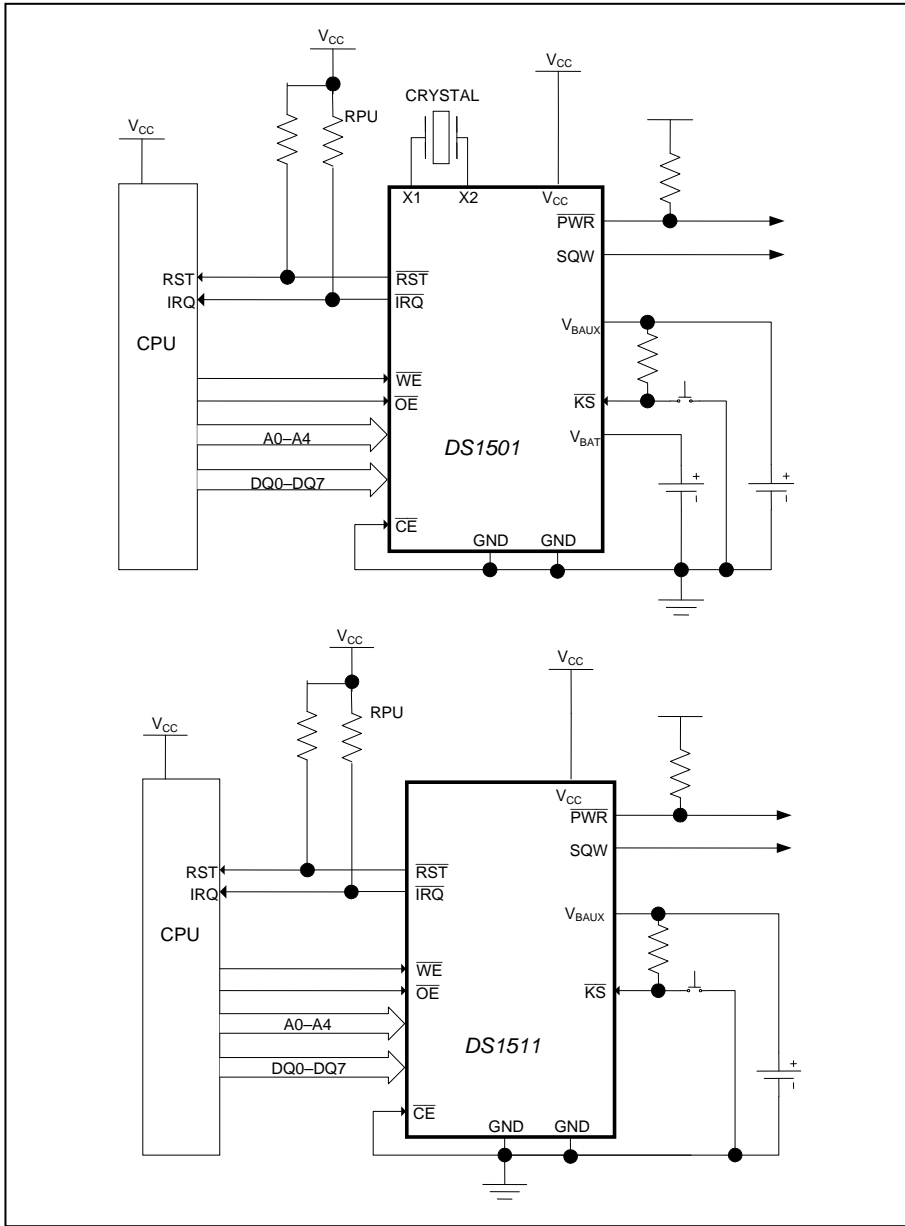 VCC
VCC
CRYSTAL
RPU
VCC
X1 X2 VCC
PWR
SQW
RST RST
IRQ IRQ
CPU
VBAUX
WE
OE
KS
A0–A4
DS1501
VBAT
DQ0–DQ7
+
–
+
–
CE
GND GND
VCC
VCC
RPU
VCC
VCC
PWR
SQW
RST RST
IRQ IRQ
VBAUX
CPU
WE
OE
KS
A0–A4
DS1511
DQ0–DQ7
+
–
CE
GND GND